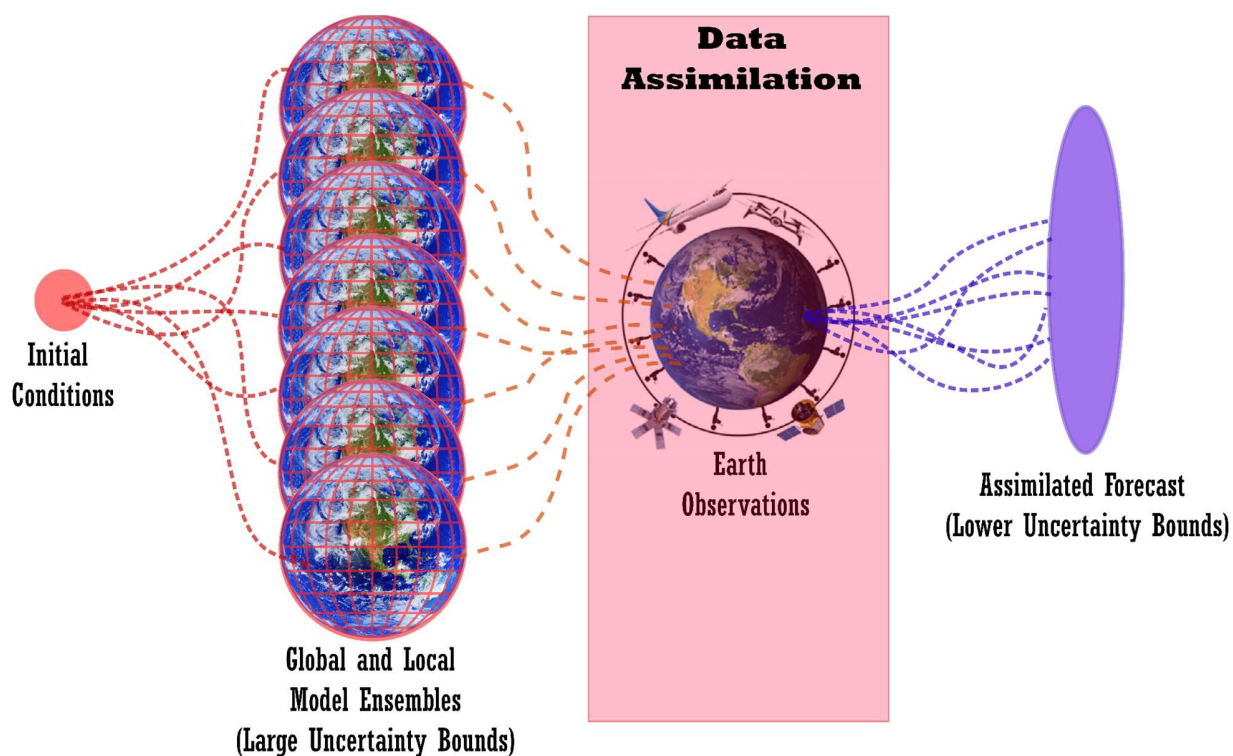 Data
Assimilation
Initial
Conditions
Global and Local
Model Ensembles
(Large Uncertainty Bounds)
Earth
Observations
Assimilated Forecast
(Lower Uncertainty Bounds)